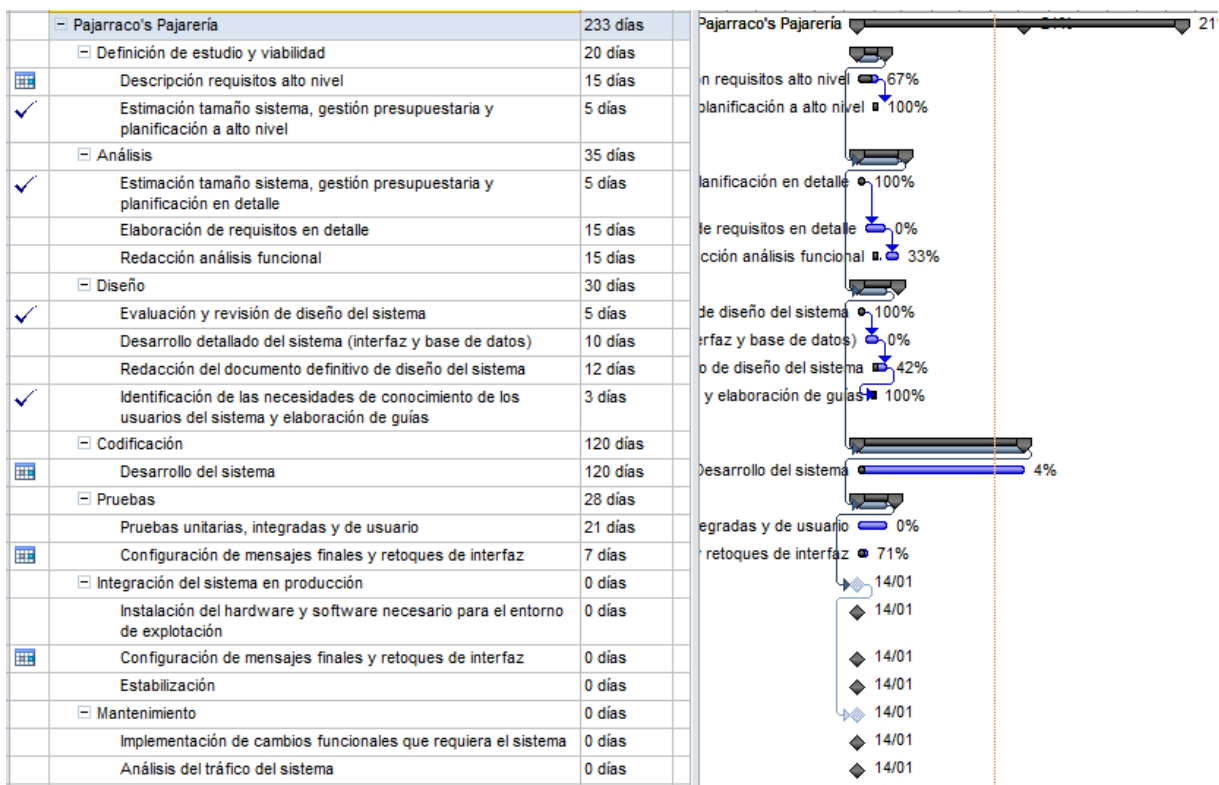 Pajarraco's Pajarería 233 días Pajarraco's Pajarería 21
Definición de estudio y viabilidad 20 días
Descripción requisitos alto nivel 15 días requisitos alto nivel 67%
Estimación tamaño sistema, gestión presupuestaria y 5 días planificación a alto nivel 100%
planificación a alto nivel
Análisis 35 días
Estimación tamaño sistema, gestión presupuestaria y 5 días lanificación en detalle 100%
planificación en detalle
Elaboración de requisitos en detalle 15 días de requisitos en detalle 0%
Redacción análisis funcional 15 días cción análisis funcional 33%
Diseño 30 días
Evaluación y revisión de diseño del sistema 5 días de diseño del sistema 100%
Desarrollo detallado del sistema (interfaz y base de datos) 10 días erfaz y base de datos) 0%
Redacción del documento definitivo de diseño del sistema 12 días o de diseño del sistema 42%
Identificación de las necesidades de conocimiento de los 3 días y elaboración de guías 100%
usuarios del sistema y elaboración de guías
Codificación 120 días
Desarrollo del sistema 120 días Desarrollo del sistema 4%
Pruebas 28 días
Pruebas unitarias, integradas y de usuario 21 días egradas y de usuario 0%
Configuración de mensajes finales y retoques de interfaz 7 días retoques de interfaz 71%
Integración del sistema en producción 0 días 14/01
Instalación del hardware y software necesario para el entorno 0 días 14/01
de explotación
Configuración de mensajes finales y retoques de interfaz 0 días 14/01
Estabilización 0 días 14/01
Mantenimiento 0 días 14/01
Implementación de cambios funcionales que requiera el sistema 0 días 14/01
Análisis del tráfico del sistema 0 días 14/01